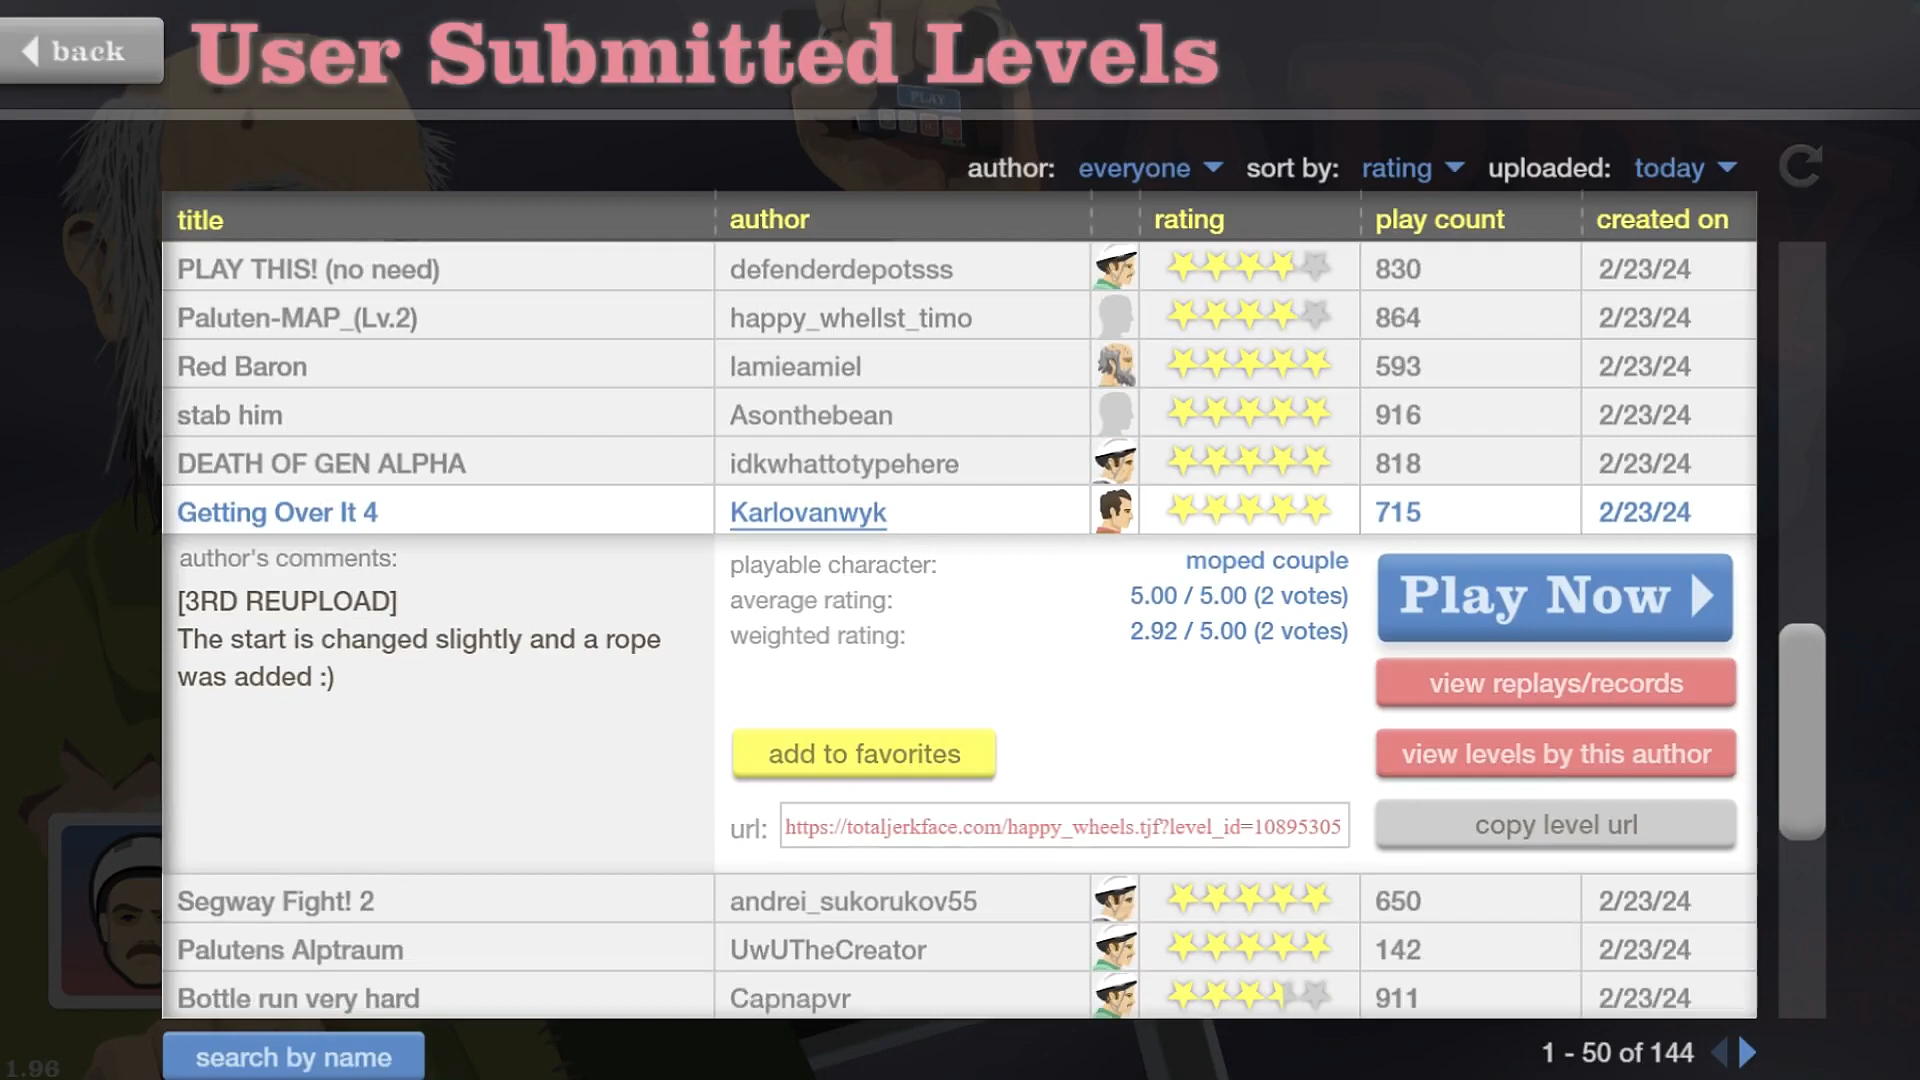 back
User Submitted Levels
PLAY
author: everyone sort by: rating uploaded: today
title author rating play count created on
PLAY THIS! (no need) defenderdepotsss 830 2/23/24
Paluten-MAP_(Lv.2) happy_whellst_timo 864 2/23/24
Red Baron lamieamiel 593 2/23/24
stab him Asonthebean 916 2/23/24
DEATH OF GEN ALPHA idkwhattotypehere 818 2/23/24
Getting Over It 4 Karlovanwyk 715 2/23/24
author's comments:
[3RD REUPLOAD]
The start is changed slightly and a rope
was added :)
playable character: moped couple
average rating: 5.00 / 5.00 (2 votes)
weighted rating: 2.92 / 5.00 (2 votes)
Play Now
view replays/records
add to favorites
view levels by this author
url: https://totaljerkface.com/happy_wheels.tjf?level_id=10895305
copy level url
Segway Fight! 2 andrei_sukorukov55 650 2/23/24
Palutens Alptraum UwUTheCreator 142 2/23/24
Bottle run very hard Capnapvr 911 2/23/24
search by name
1 - 50 of 144
1.96